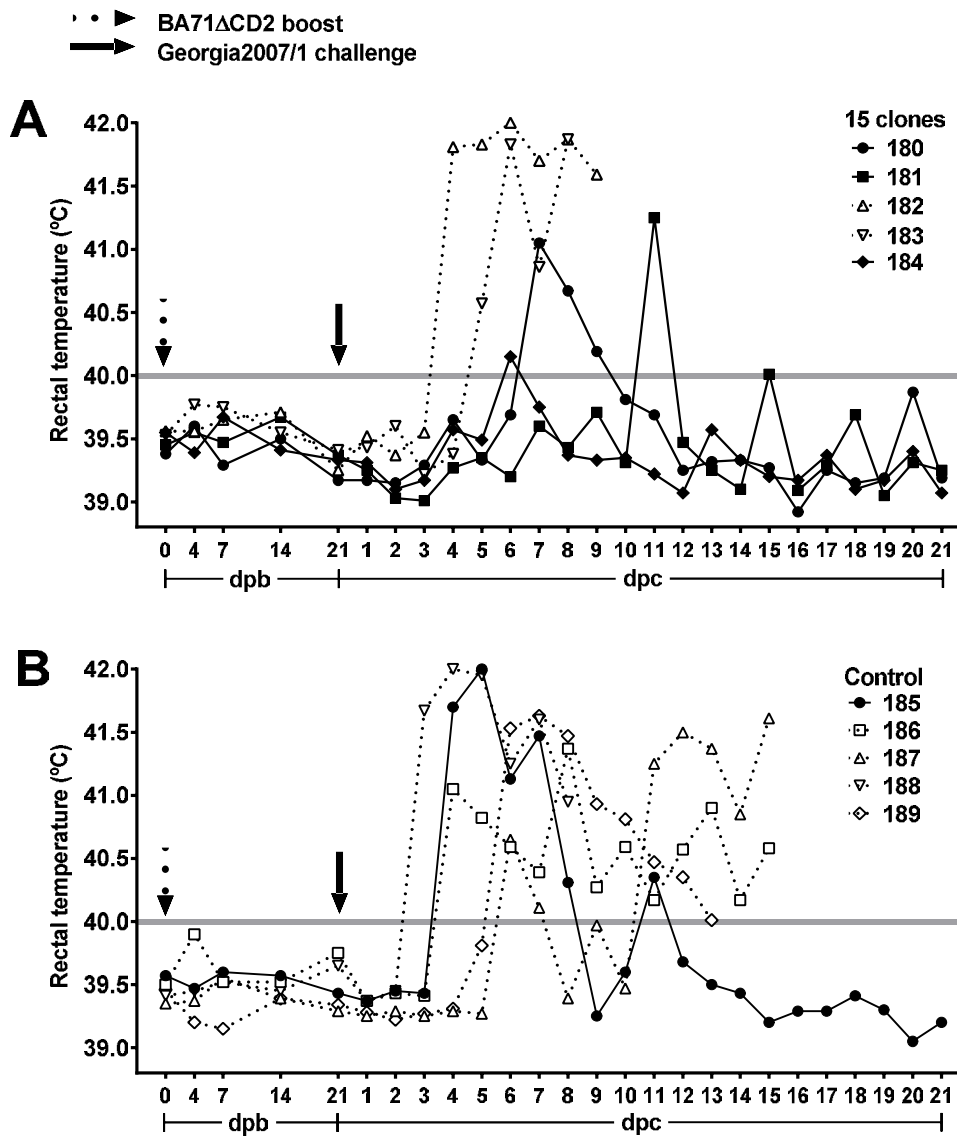 BA71ΔCD2 boost
Georgia2007/1 challenge
A
15 clones
180
181
182
183
184
Rectal temperature (ºC)
42.0
41.5
41.0
40.5
40.0
39.5
39.0
0 4 7 14 21 1 2 3 4 5 6 7 8 9 10 11 12 13 14 15 16 17 18 19 20 21
dpb dpc
B
Control
185
186
187
188
189
Rectal temperature (ºC)
42.0
41.5
41.0
40.5
40.0
39.5
39.0
0 4 7 14 21 1 2 3 4 5 6 7 8 9 10 11 12 13 14 15 16 17 18 19 20 21
dpb dpc